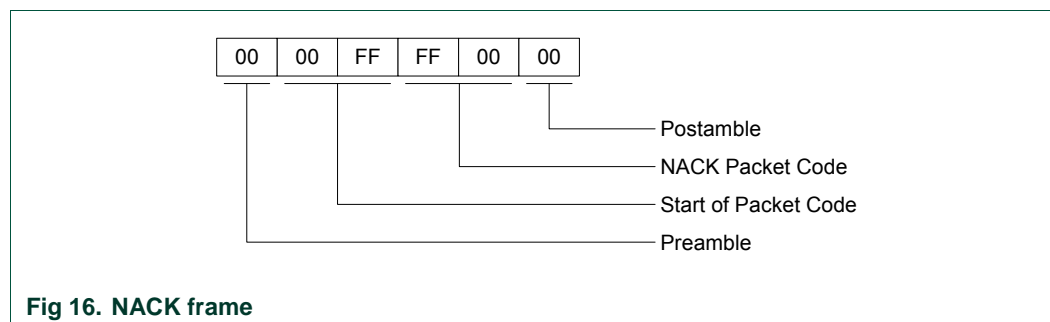 00 00 FF FF 00 00
Postamble
NACK Packet Code
Start of Packet Code
Preamble
Fig 16. NACK frame